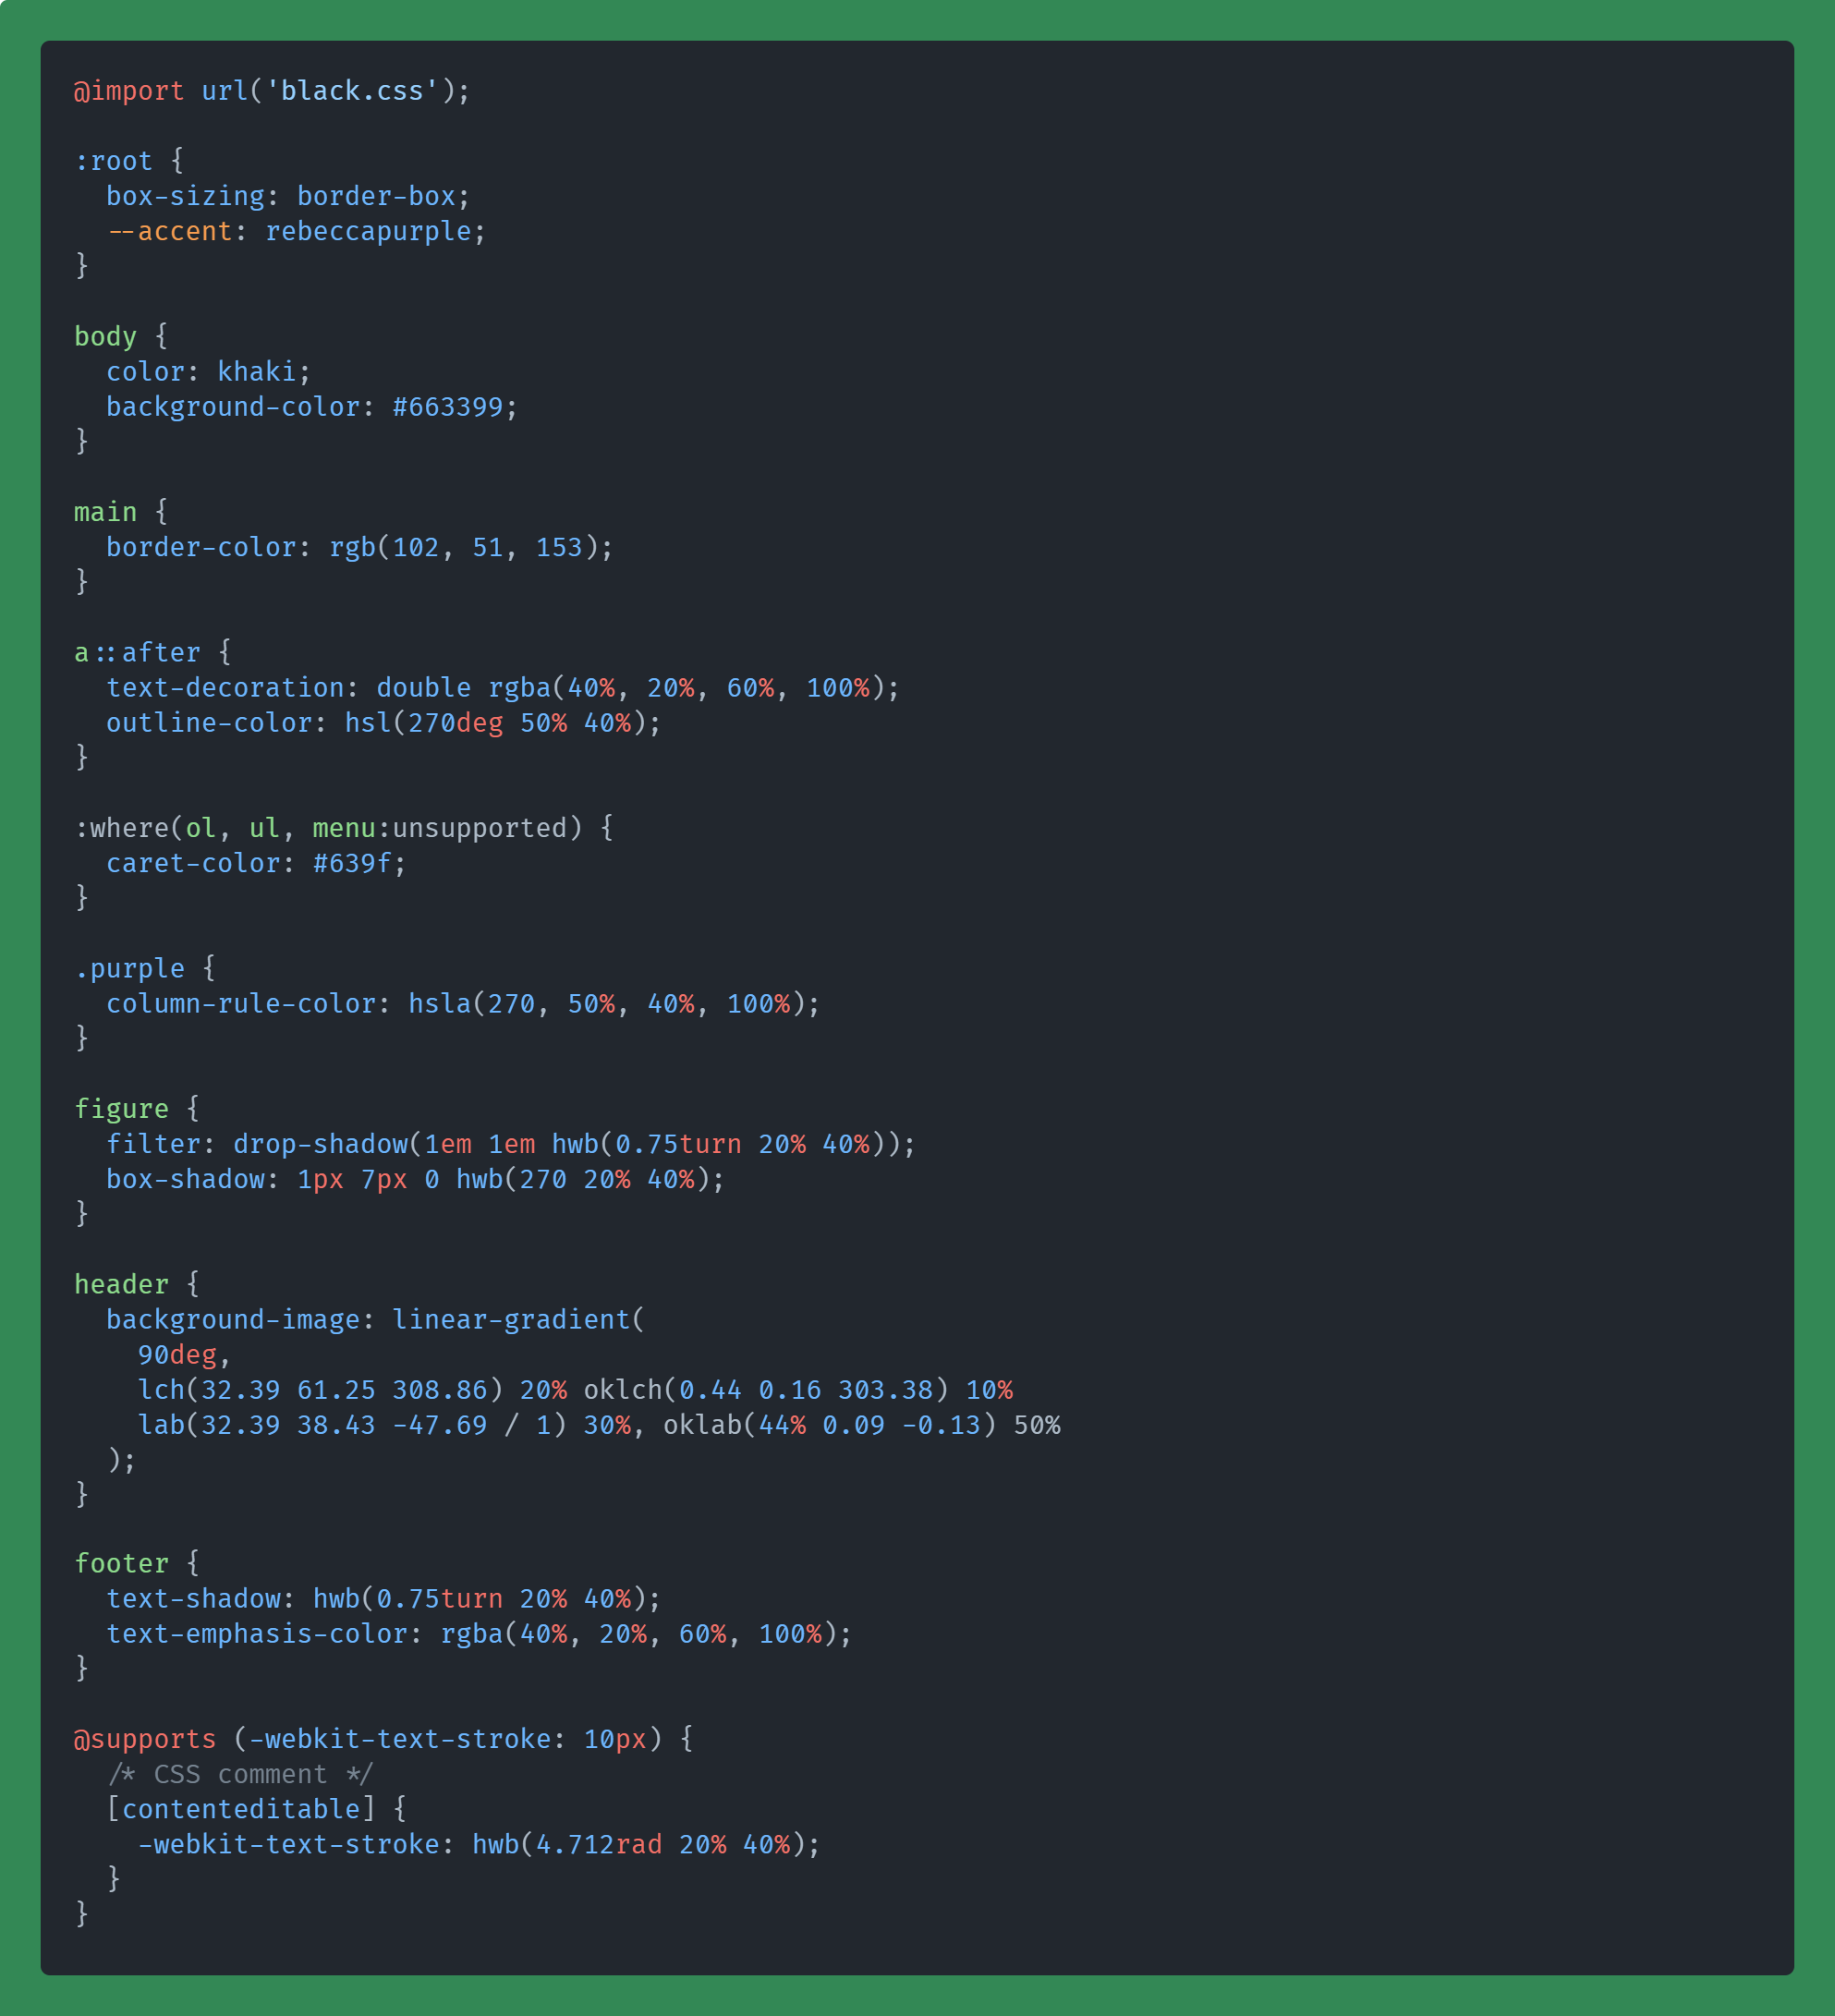 @import url('black.css');

:root {
  box-sizing: border-box;
  --accent: rebeccapurple;
}

body {
  color: khaki;
  background-color: #663399;
}

main {
  border-color: rgb(102, 51, 153);
}

a::after {
  text-decoration: double rgba(40%, 20%, 60%, 100%);
  outline-color: hsl(270deg 50% 40%);
}

:where(ol, ul, menu:unsupported) {
  caret-color: #639f;
}

.purple {
  column-rule-color: hsla(270, 50%, 40%, 100%);
}

figure {
  filter: drop-shadow(1em 1em hwb(0.75turn 20% 40%));
  box-shadow: 1px 7px 0 hwb(270 20% 40%);
}

header {
  background-image: linear-gradient(
    90deg,
    lch(32.39 61.25 308.86) 20% oklch(0.44 0.16 303.38) 10%
    lab(32.39 38.43 -47.69 / 1) 30%, oklab(44% 0.09 -0.13) 50%
  );
}

footer {
  text-shadow: hwb(0.75turn 20% 40%);
  text-emphasis-color: rgba(40%, 20%, 60%, 100%);
}

@supports (-webkit-text-stroke: 10px) {
  /* CSS comment */
  [contenteditable] {
    -webkit-text-stroke: hwb(4.712rad 20% 40%);
  }
}